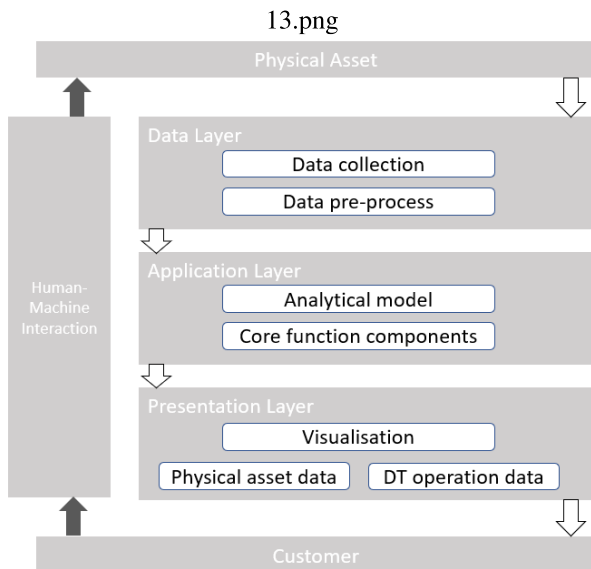 13.png
Physical Asset
Data Layer
Data collection
Data pre-process
Human-
Machine
Interaction
Application Layer
Analytical model
Core function components
Presentation Layer
Visualisation
Physical asset data
DT operation data
Customer